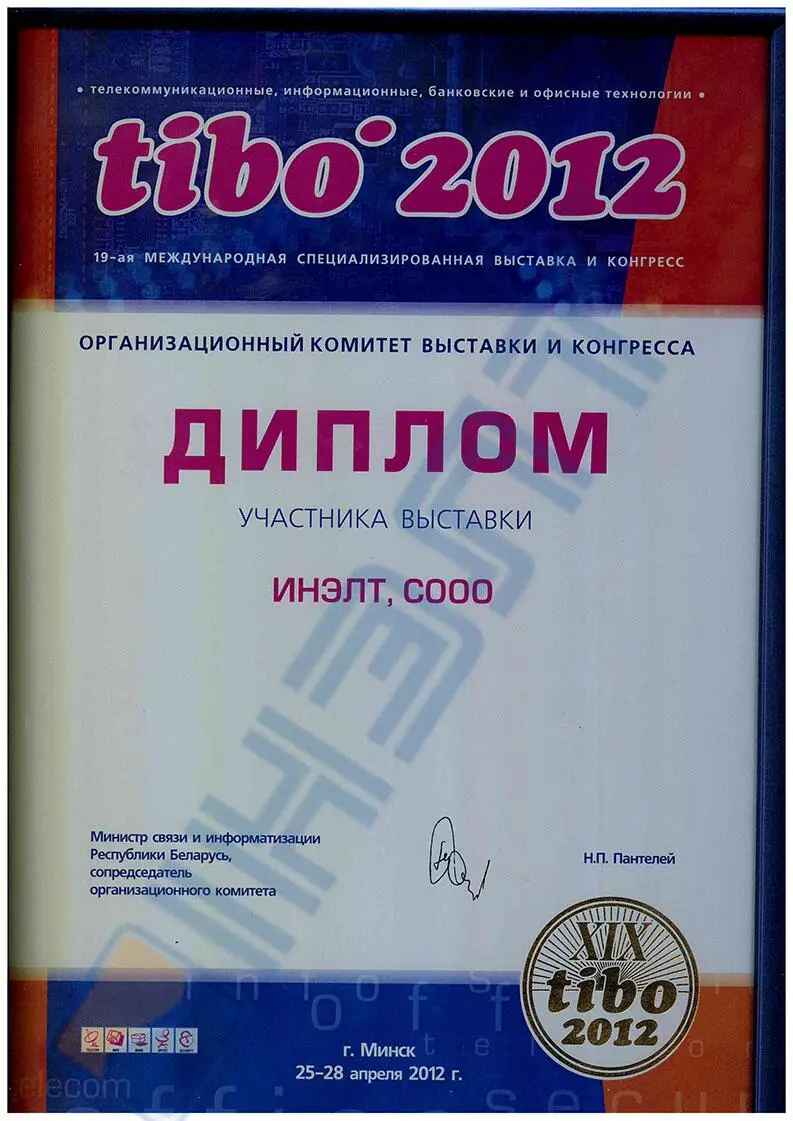 • телекоммуникационные, информационные, банковские и офисные технологии •
tibo'2012
19-ая МЕЖДУНАРОДНАЯ СПЕЦИАЛИЗИРОВАННАЯ ВЫСТАВКА И КОНГРЕСС
ОРГАНИЗАЦИОННЫЙ КОМИТЕТ ВЫСТАВКИ И КОНГРЕССА
ДИПЛОМ
УЧАСТНИКА ВЫСТАВКИ
ИНЭЛТ, СООО
ИНЭЛТ
Министр связи и информатизации
Республики Беларусь,
сопредседатель
организационного комитета
Н.П. Пантелей
XIX
tibo
2012
г. Минск
25–28 апреля 2012 г.
elecom